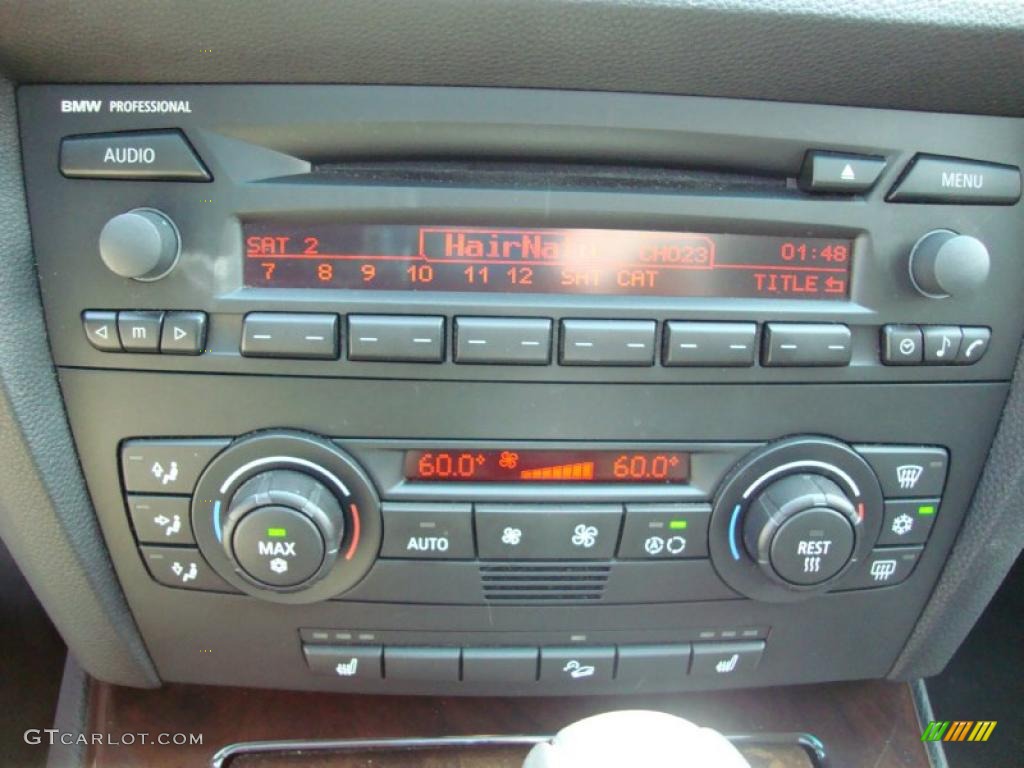 BMW PROFESSIONAL
AUDIO
MENU
SAT 2 CH023 01:48
7 8 9 10 11 12 SAT CAT TITLE
m
60.0° 60.0°
MAX
AUTO
A
REST
GTCARLOT.COM